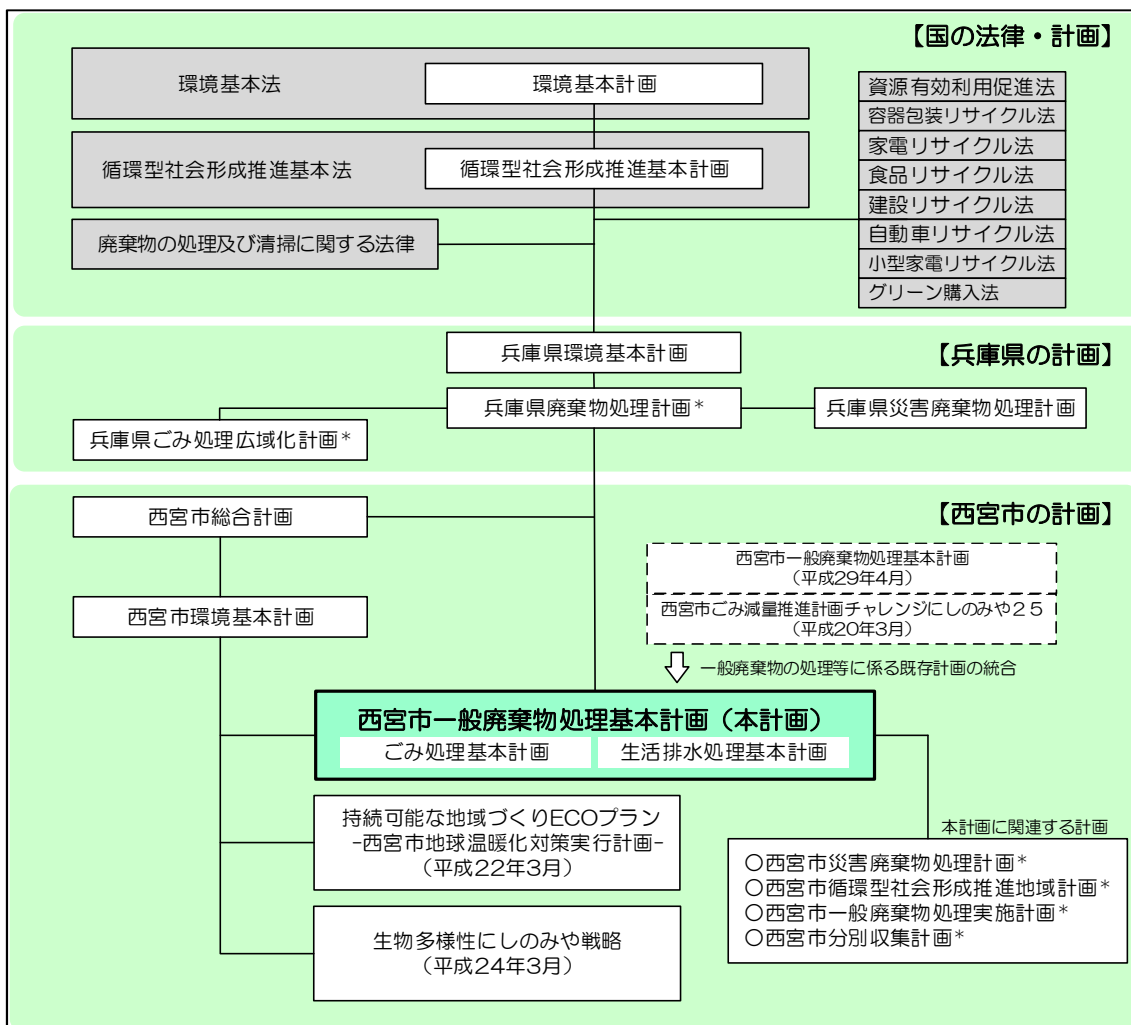 【国の法律・計画】
環境基本法
環境基本計画
循環型社会形成推進基本法
循環型社会形成推進基本計画
廃棄物の処理及び清掃に関する法律
資源有効利用促進法
容器包装リサイクル法
家電リサイクル法
食品リサイクル法
建設リサイクル法
自動車リサイクル法
小型家電リサイクル法
グリーン購入法
【兵庫県の計画】
兵庫県環境基本計画
兵庫県廃棄物処理計画*
兵庫県災害廃棄物処理計画
兵庫県ごみ処理広域化計画*
【西宮市の計画】
西宮市総合計画
西宮市環境基本計画
西宮市一般廃棄物処理基本計画
（平成29年4月）
西宮市ごみ減量推進計画チャレンジにしのみや２５
（平成20年3月）
一般廃棄物の処理等に係る既存計画の統合
西宮市一般廃棄物処理基本計画（本計画）
ごみ処理基本計画
生活排水処理基本計画
持続可能な地域づくりECOプラン
-西宮市地球温暖化対策実行計画-
（平成22年3月）
生物多様性にしのみや戦略
（平成24年3月）
本計画に関連する計画
○西宮市災害廃棄物処理計画*
○西宮市循環型社会形成推進地域計画*
○西宮市一般廃棄物処理実施計画*
○西宮市分別収集計画*